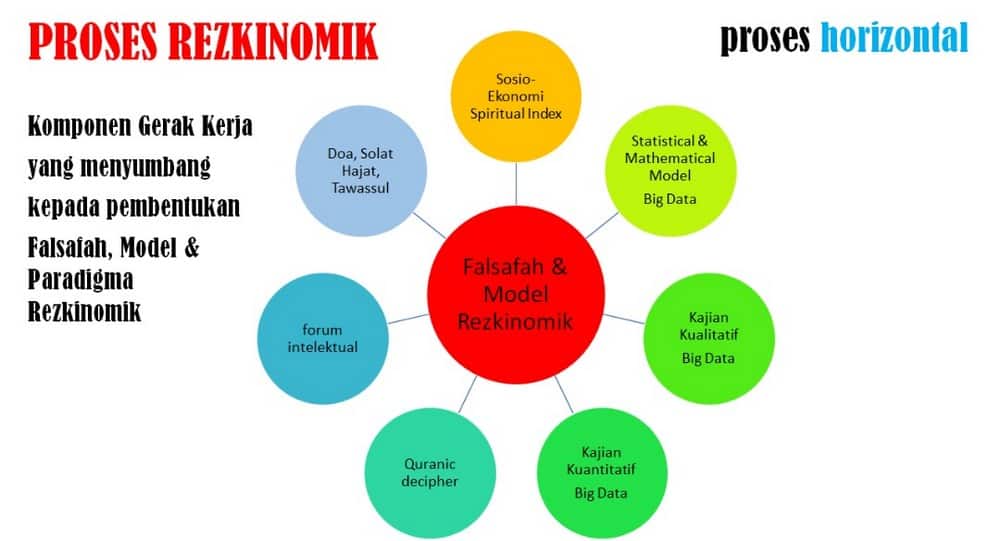 PROSES REZKINOMIK
proses horizontal
Komponen Gerak Kerja
yang menyumbang
kepada pembentukan
Falsafah, Model &
Paradigma
Rezkinomik
Falsafah &
Model
Rezkinomik
Sosio-
Ekonomi
Spiritual Index
Statistical &
Mathematical
Model
Big Data
Kajian
Kualitatif
Big Data
Kajian
Kuantitatif
Big Data
Quranic
decipher
forum
intelektual
Doa, Solat
Hajat,
Tawassul